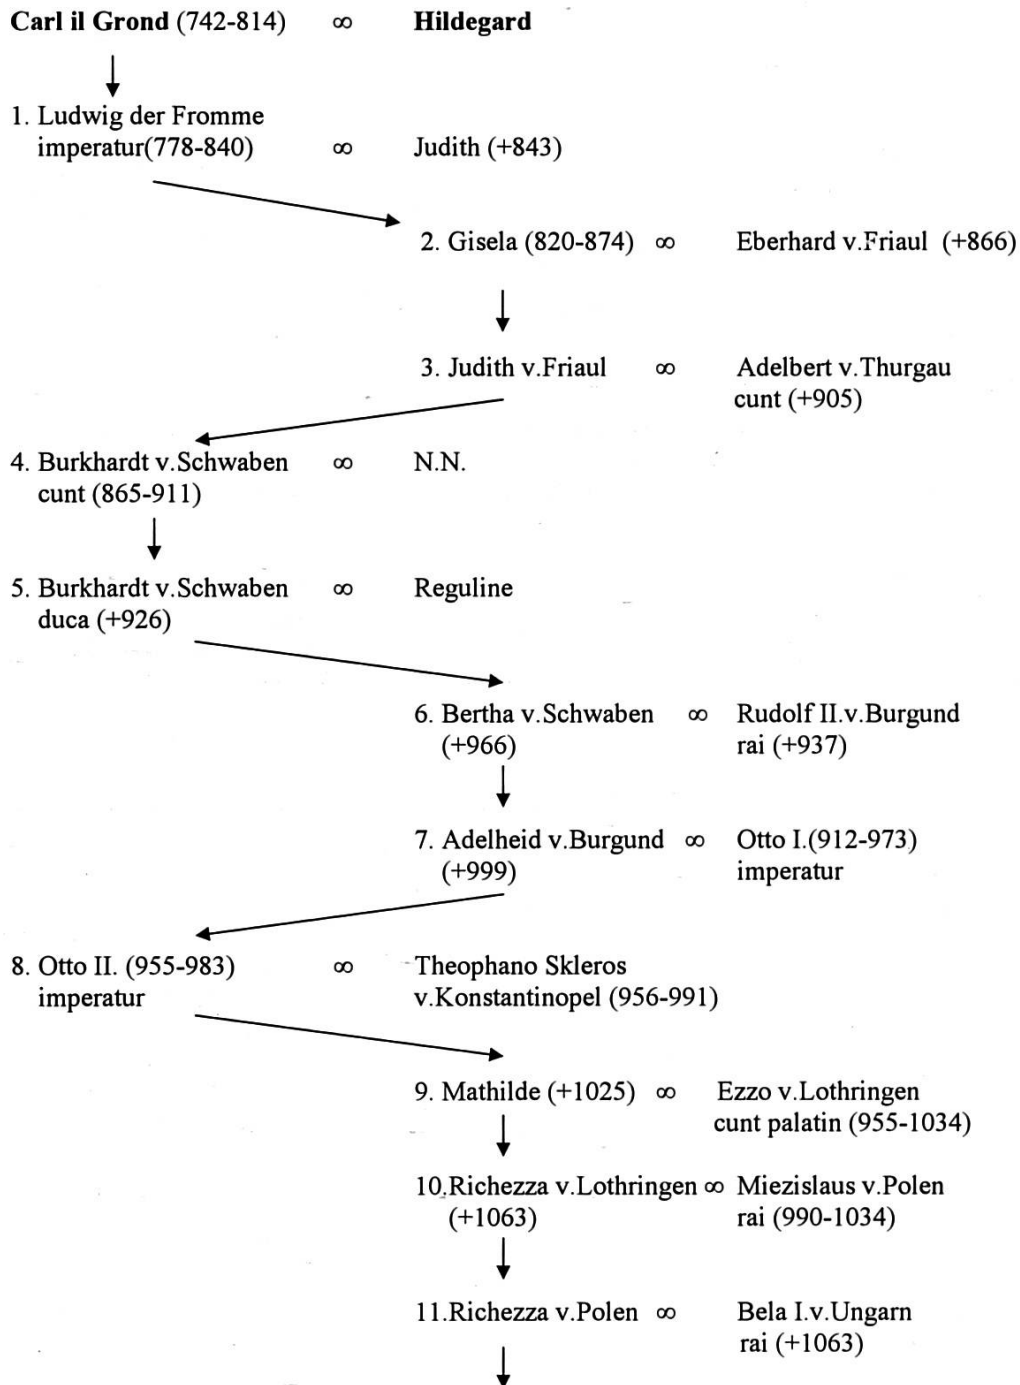 Carl il Grond (742-814) ∞ Hildegard
1. Ludwig der Fromme
imperatur(778-840) ∞ Judith (+843)
2. Gisela (820-874) ∞ Eberhard v.Friaul (+866)
3. Judith v.Friaul ∞ Adelbert v.Thurgau
cunt (+905)
4. Burkhardt v.Schwaben ∞ N.N.
cunt (865-911)
5. Burkhardt v.Schwaben ∞ Reguline
duca (+926)
6. Bertha v.Schwaben ∞ Rudolf II.v.Burgund
(+966) rai (+937)
7. Adelheid v.Burgund ∞ Otto I.(912-973)
(+999) imperatur
8. Otto II. (955-983) ∞ Theophano Skleros
imperatur v.Konstantinopel (956-991)
9. Mathilde (+1025) ∞ Ezzo v.Lothringen
cunt palatin (955-1034)
10.Richezza v.Lothringen ∞ Miezislaus v.Polen
(+1063) rai (990-1034)
11.Richezza v.Polen ∞ Bela I.v.Ungarn
rai (+1063)